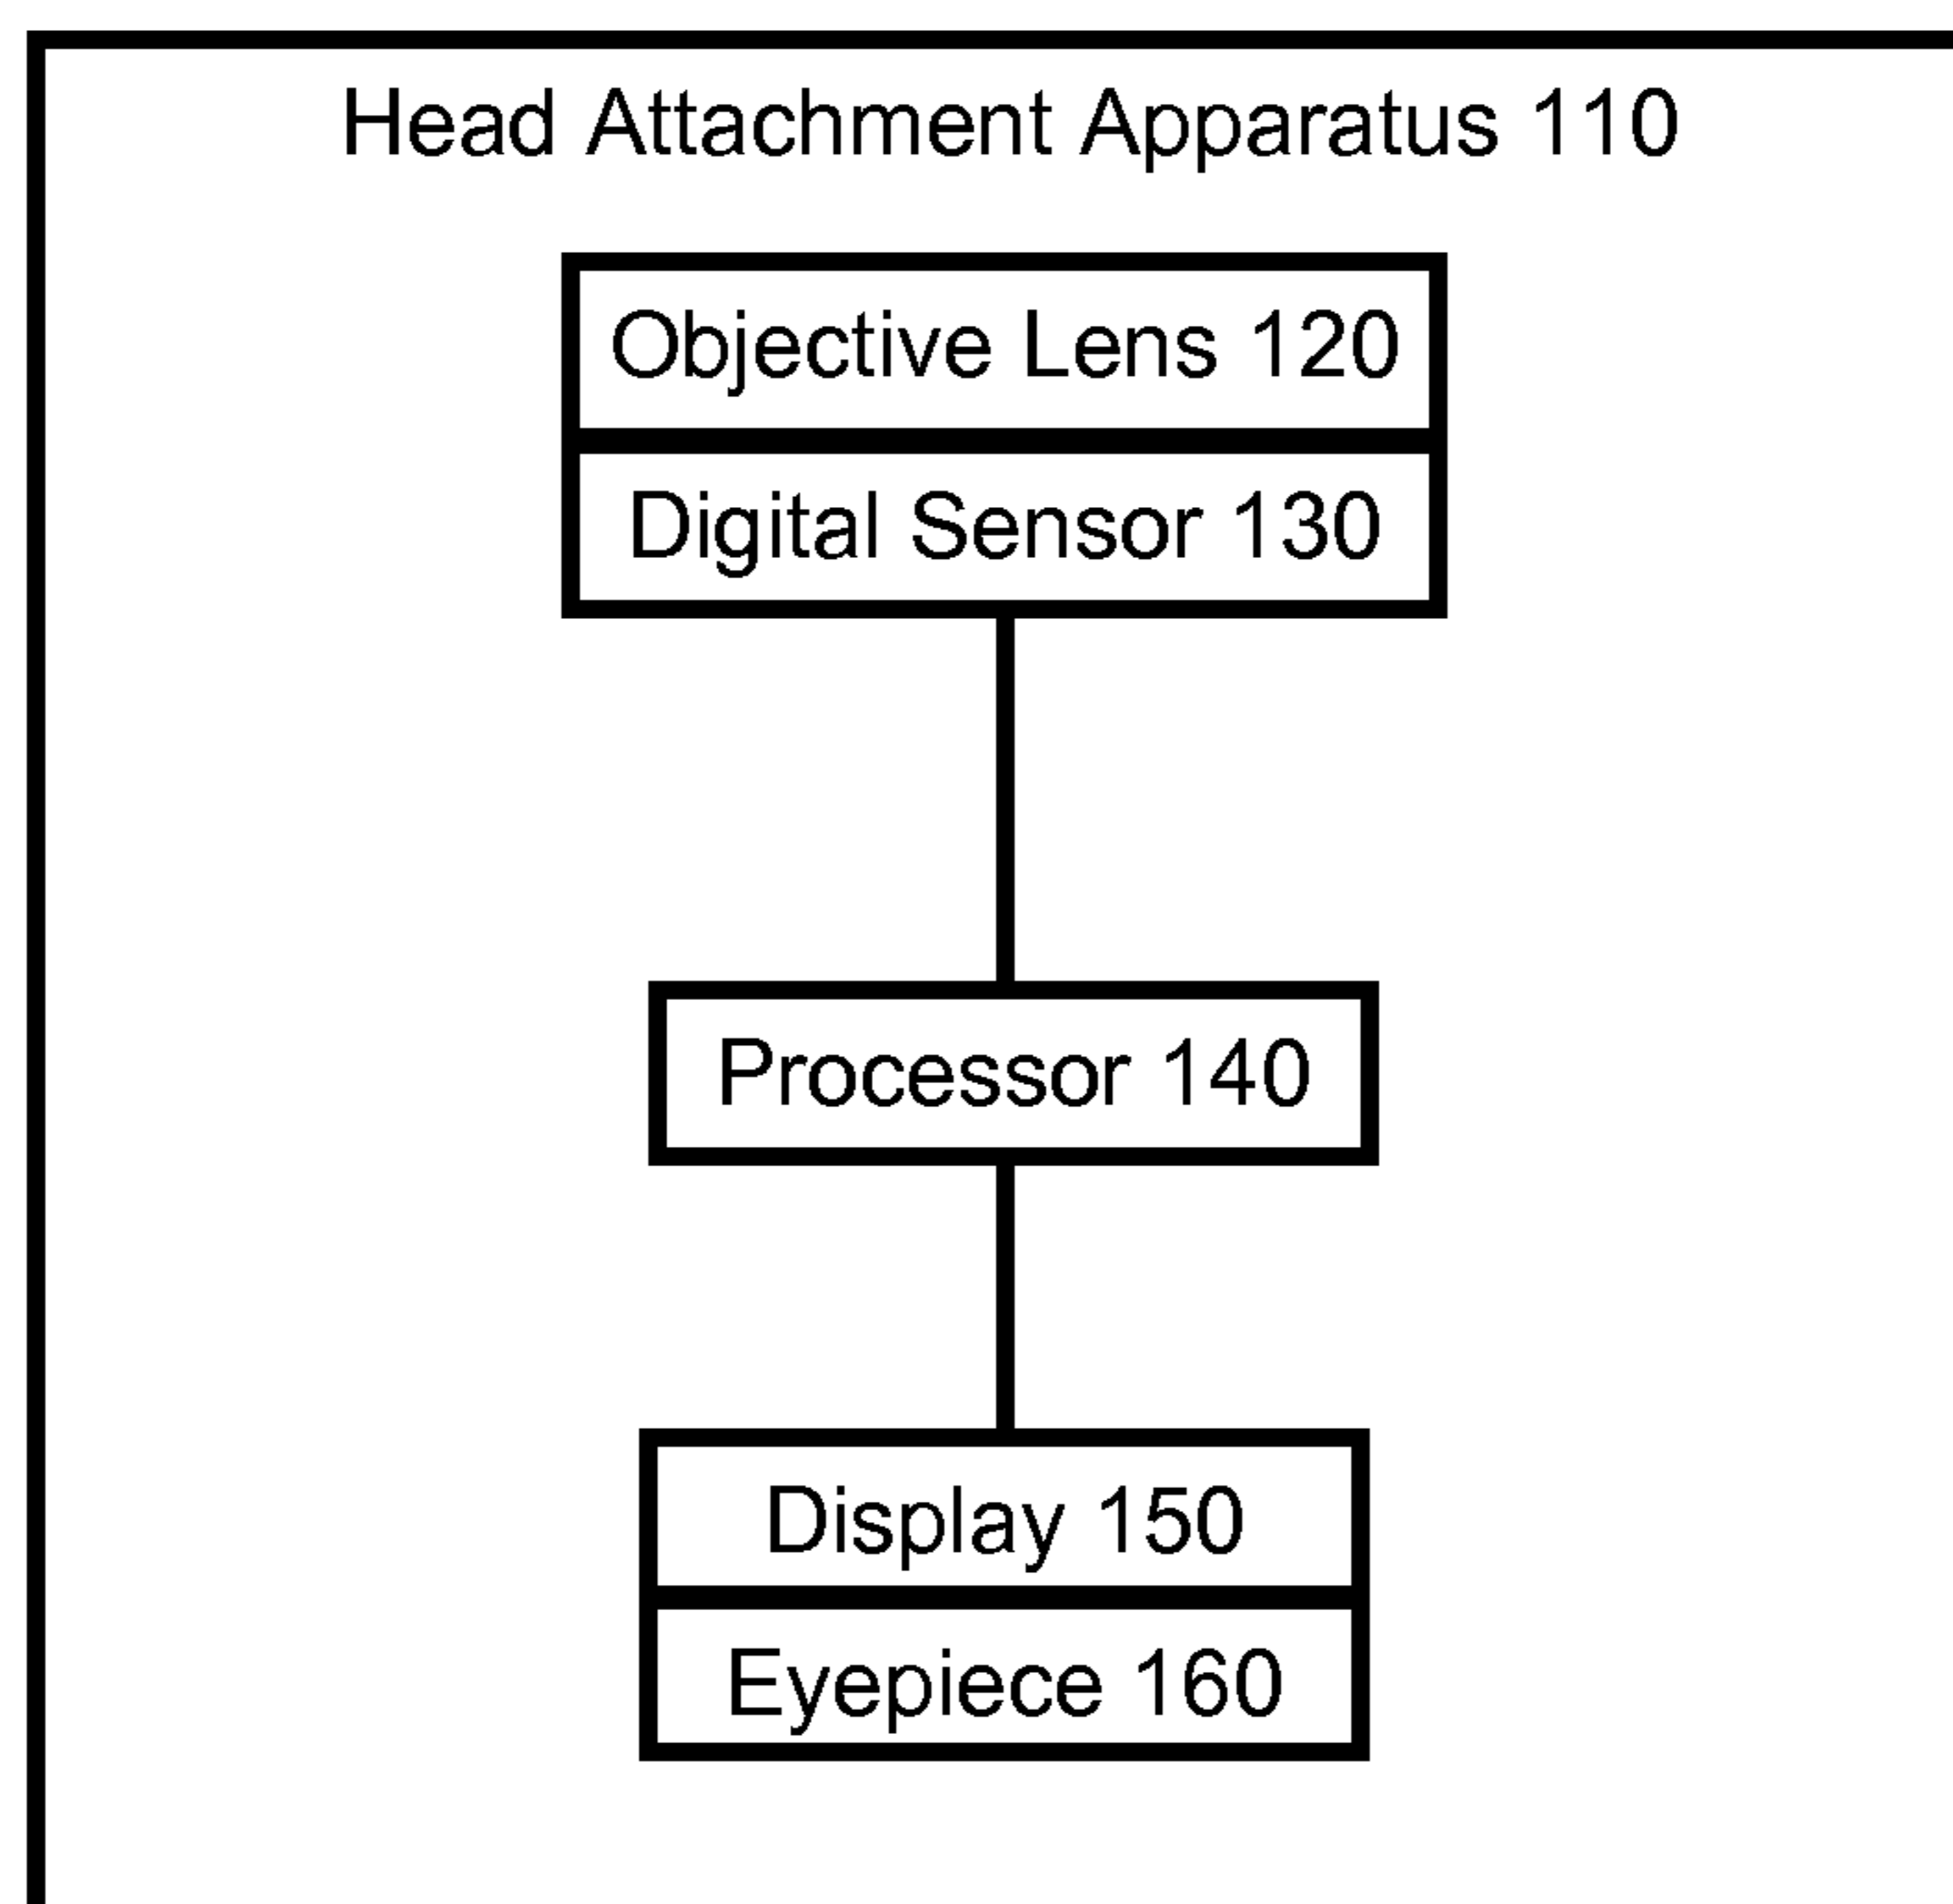 Head Attachment Apparatus 110
Objective Lens 120
Digital Sensor 130
Processor 140
Display 150
Eyepiece 160